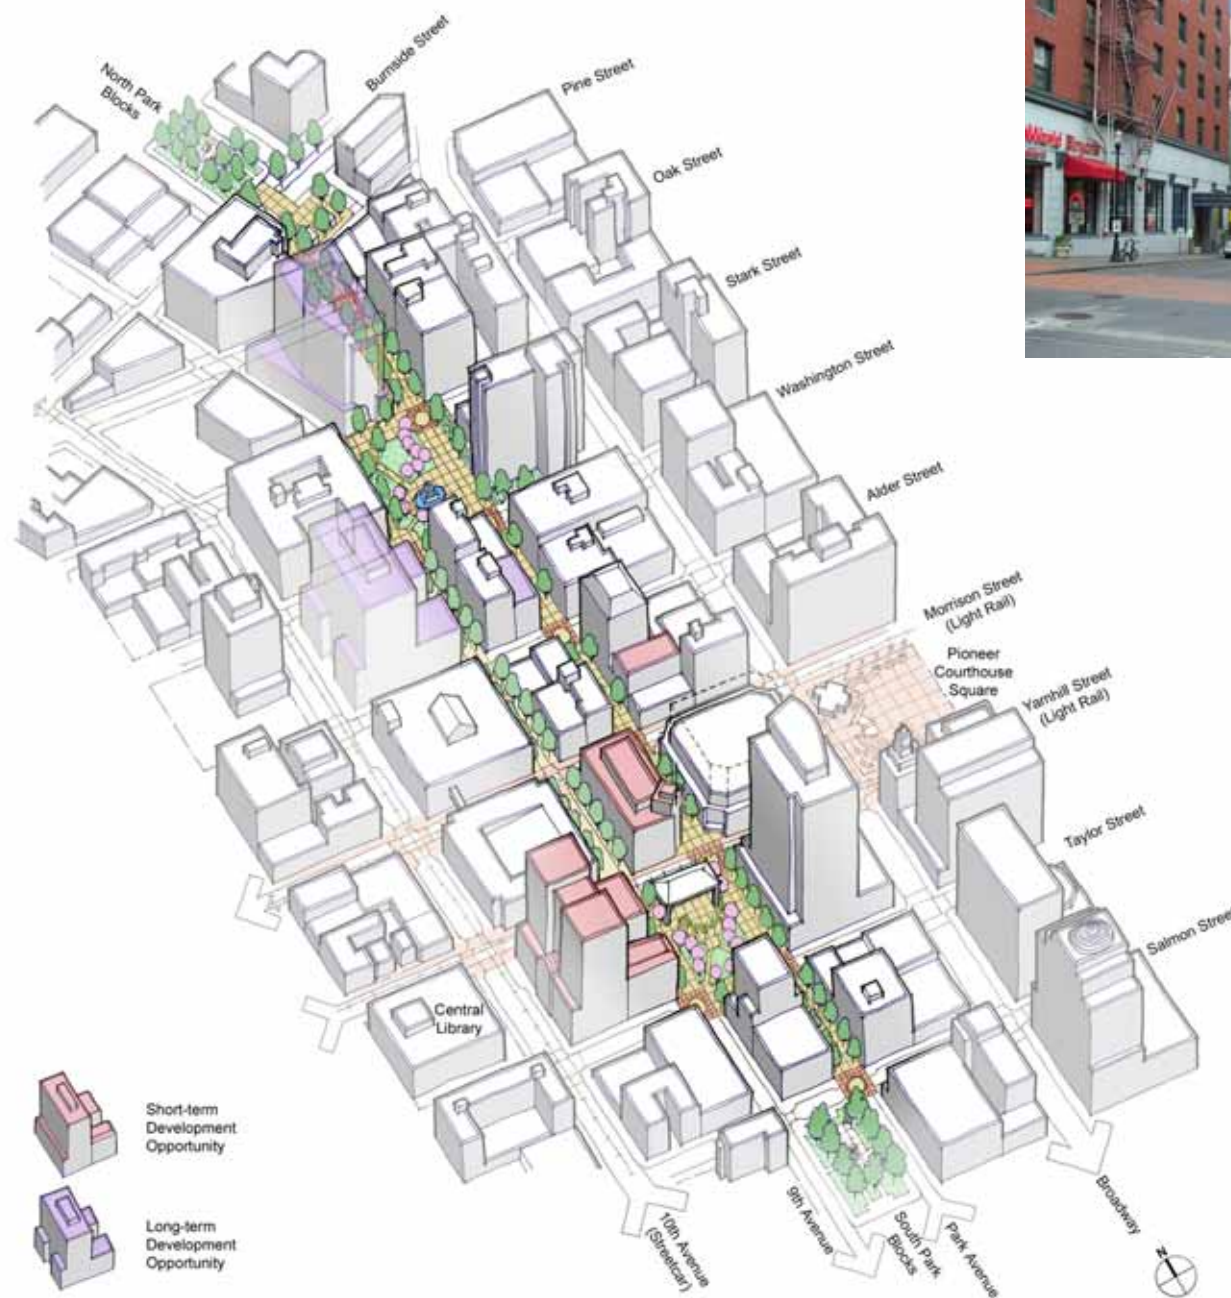 Burnside Street
North Park
Blocks
Pine Street
Oak Street
Stark Street
Washington Street
Alder Street
Morrison Street
(Light Rail)
Pioneer
Courthouse
Square
Yamhill Street
(Light Rail)
Taylor Street
Salmon Stree
Central
Library
Short-term
Development
Opportunity
Long-term
Development
Opportunity
10th Avenue
(Streetcar)
9th Avenue
South Park
Blocks
Park Avenue
Broadway
N